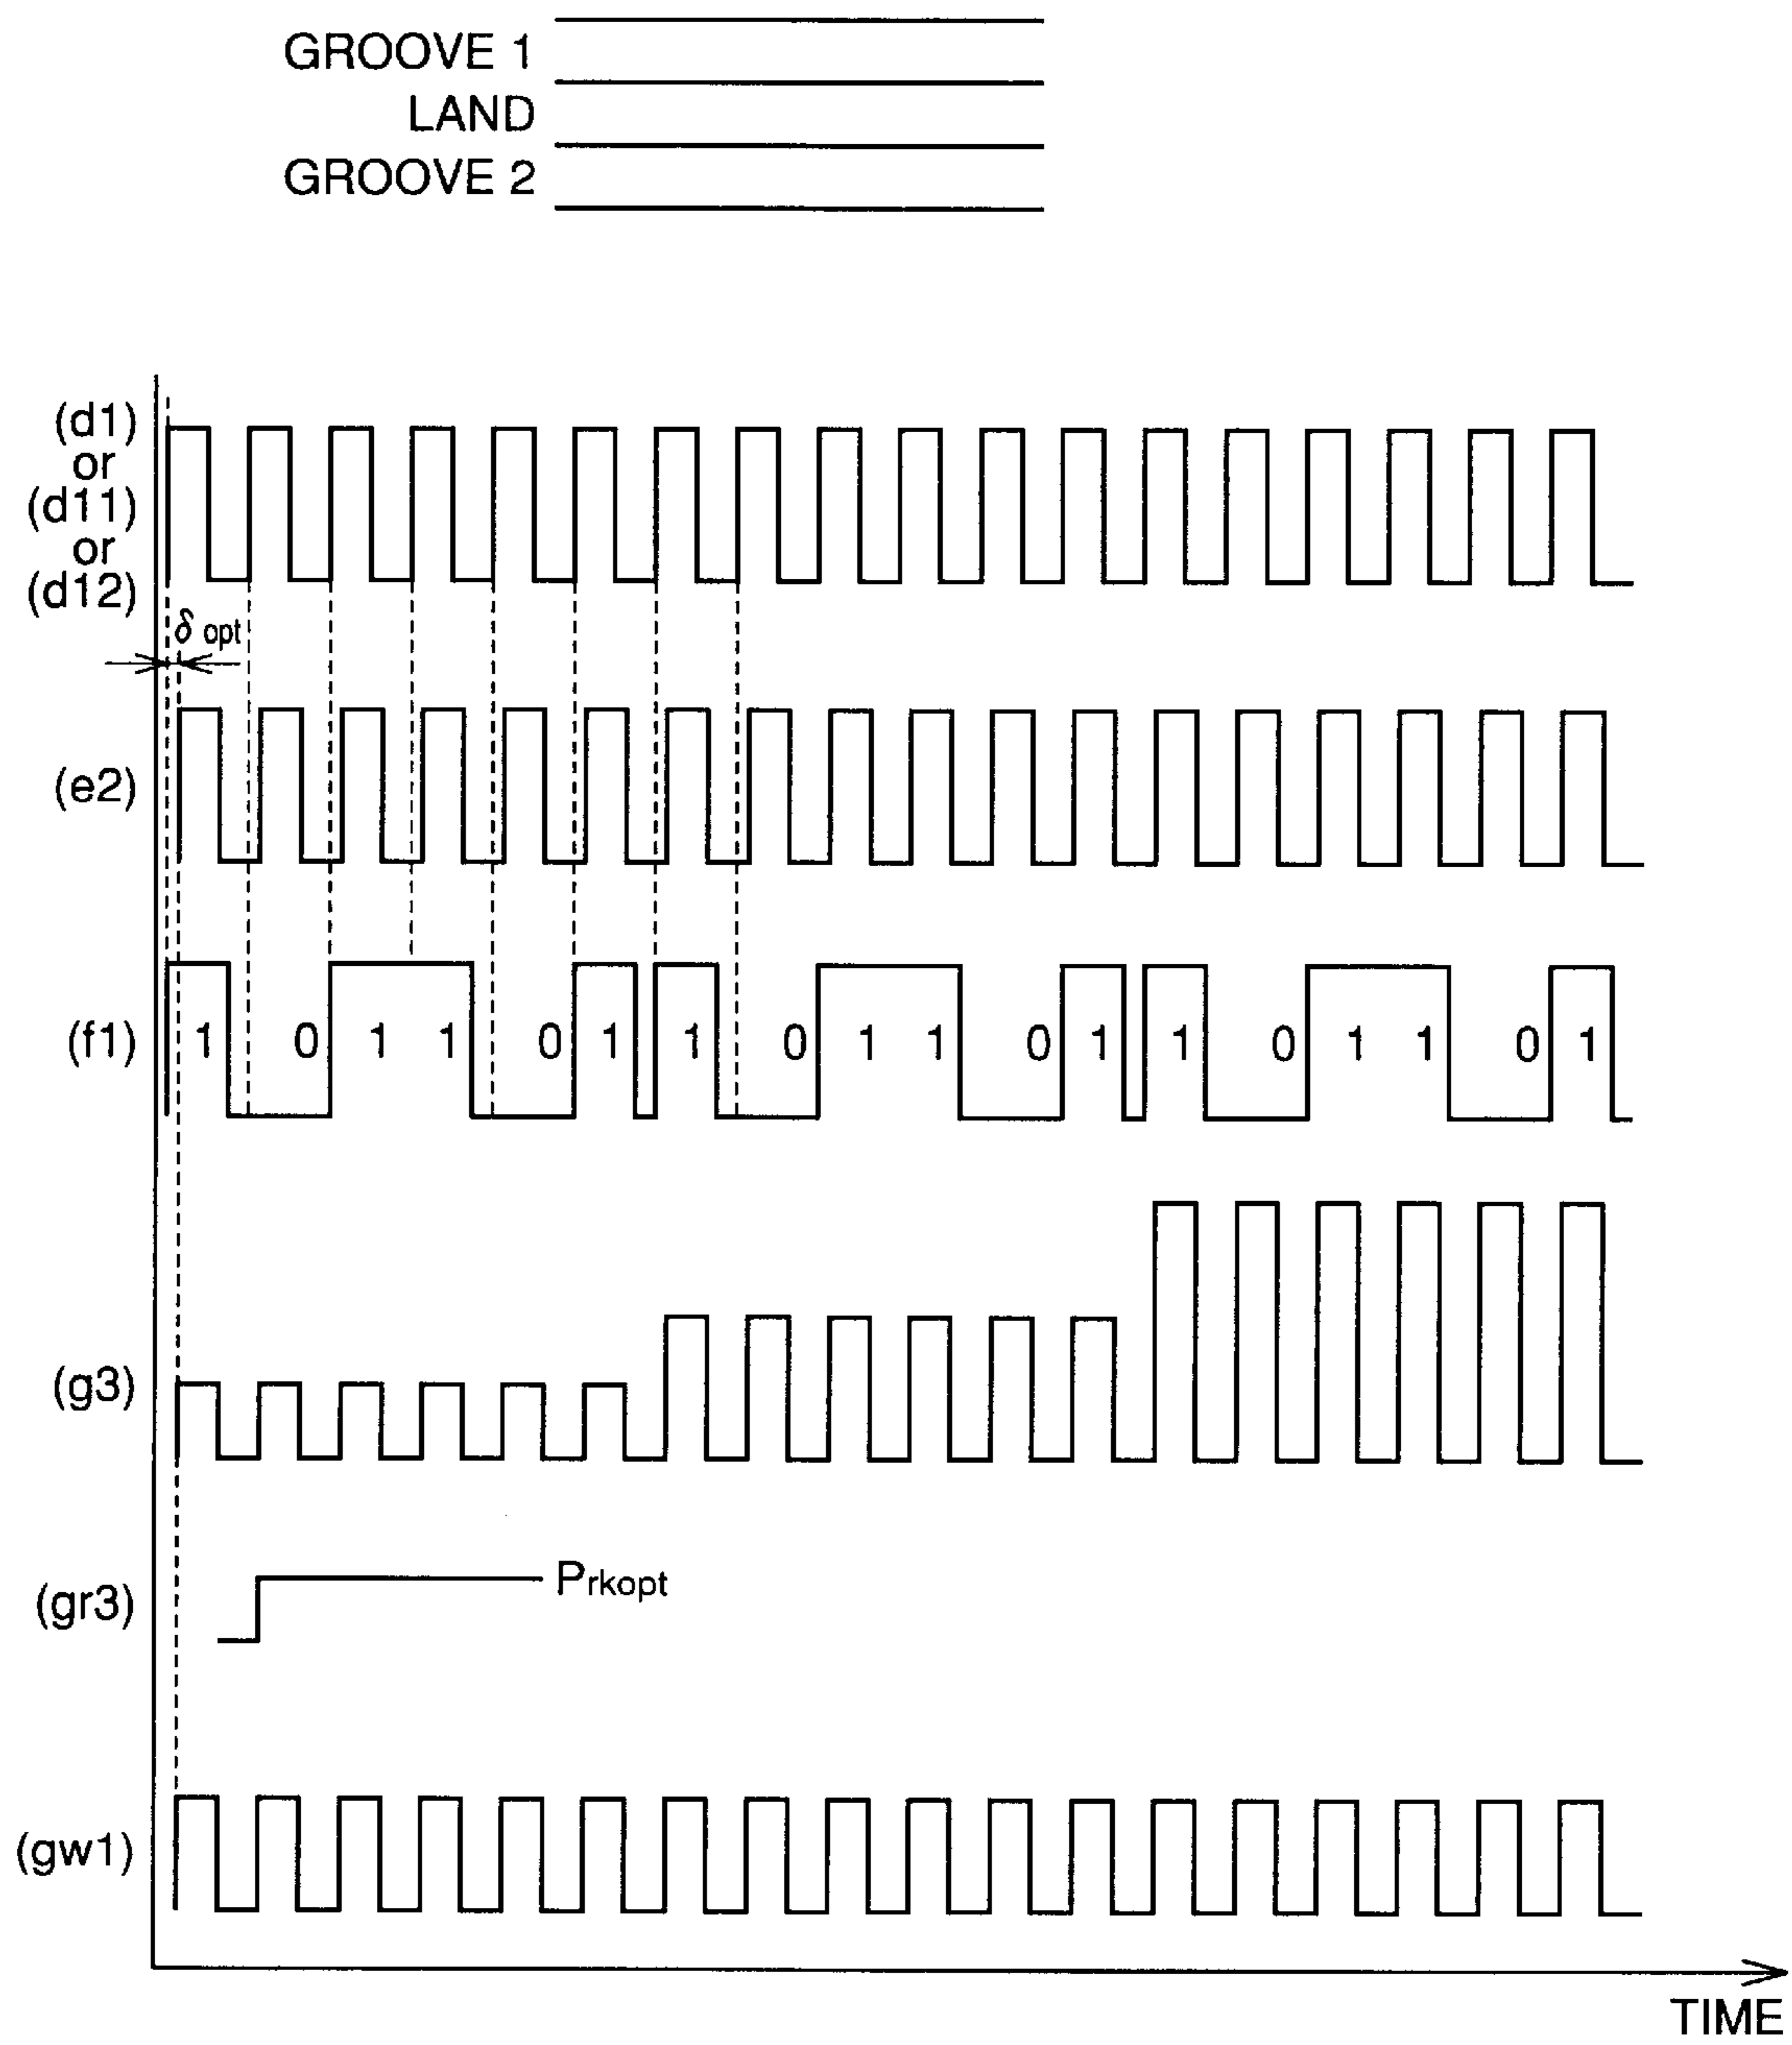 GROOVE 1
LAND
GROOVE 2
(d1)
or
(d11)
or
(d12)
δ opt
(e2)
(f1) 1 0 1 1 0 1 1 0 1 1 0 1 1 0 1 1 0 1
(g3)
(gr3) Prkopt
(gw1)
TIME